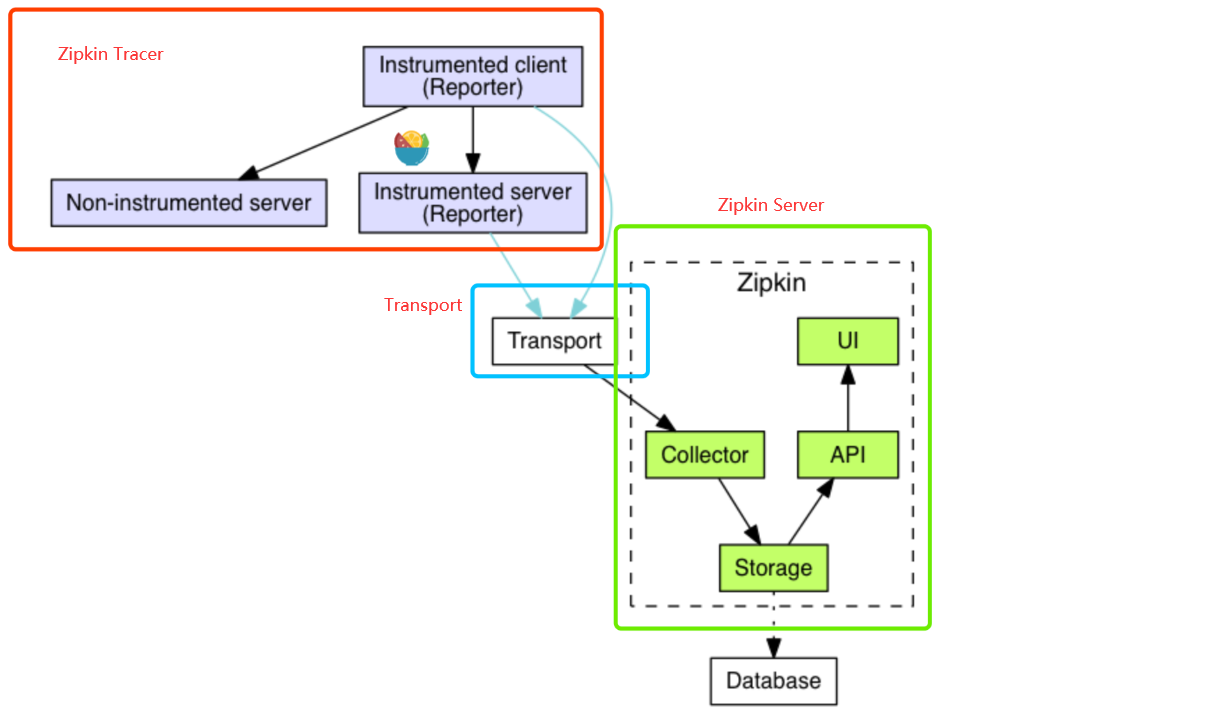 Zipkin Tracer
Instrumented client
(Reporter)
Non-instrumented server
Instrumented server
(Reporter)
Zipkin Server
Zipkin
Transport
Transport
UI
Collector
API
Storage
Database